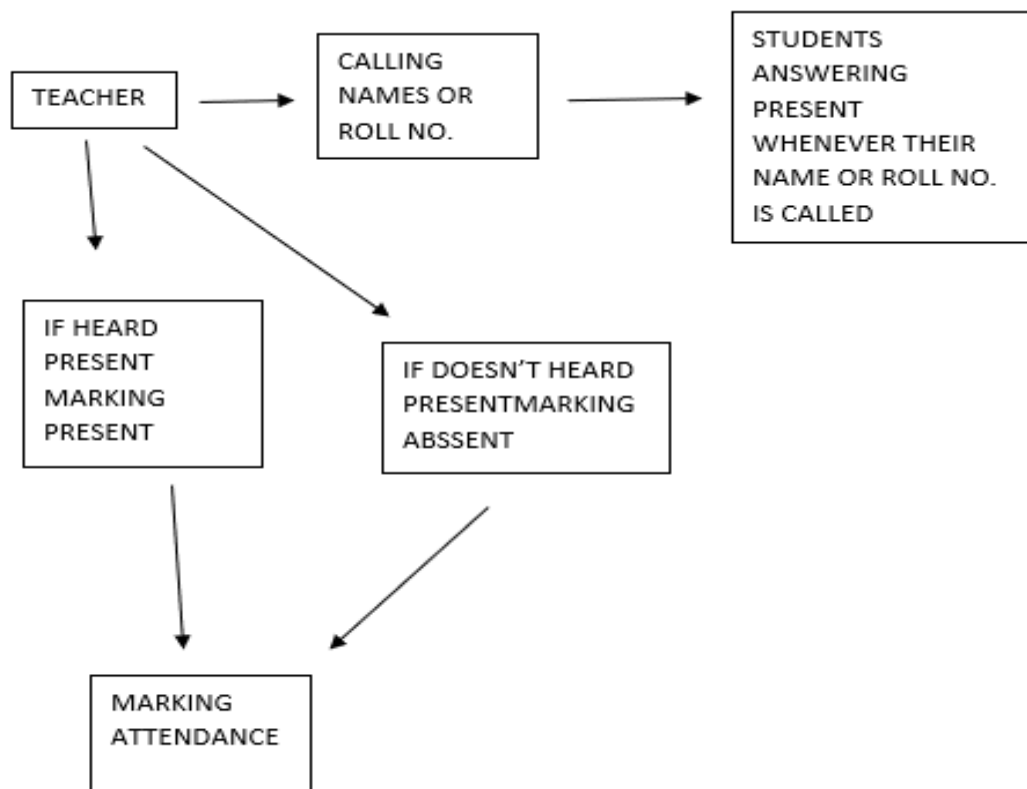 TEACHER
CALLING
NAMES OR
ROLL NO.
STUDENTS
ANSWERING
PRESENT
WHENEVER THEIR
NAME OR ROLL NO.
IS CALLED
IF HEARD
PRESENT
MARKING
PRESENT
IF DOESN’T HEARD
PRESENTMARKING
ABSSENT
MARKING
ATTENDANCE